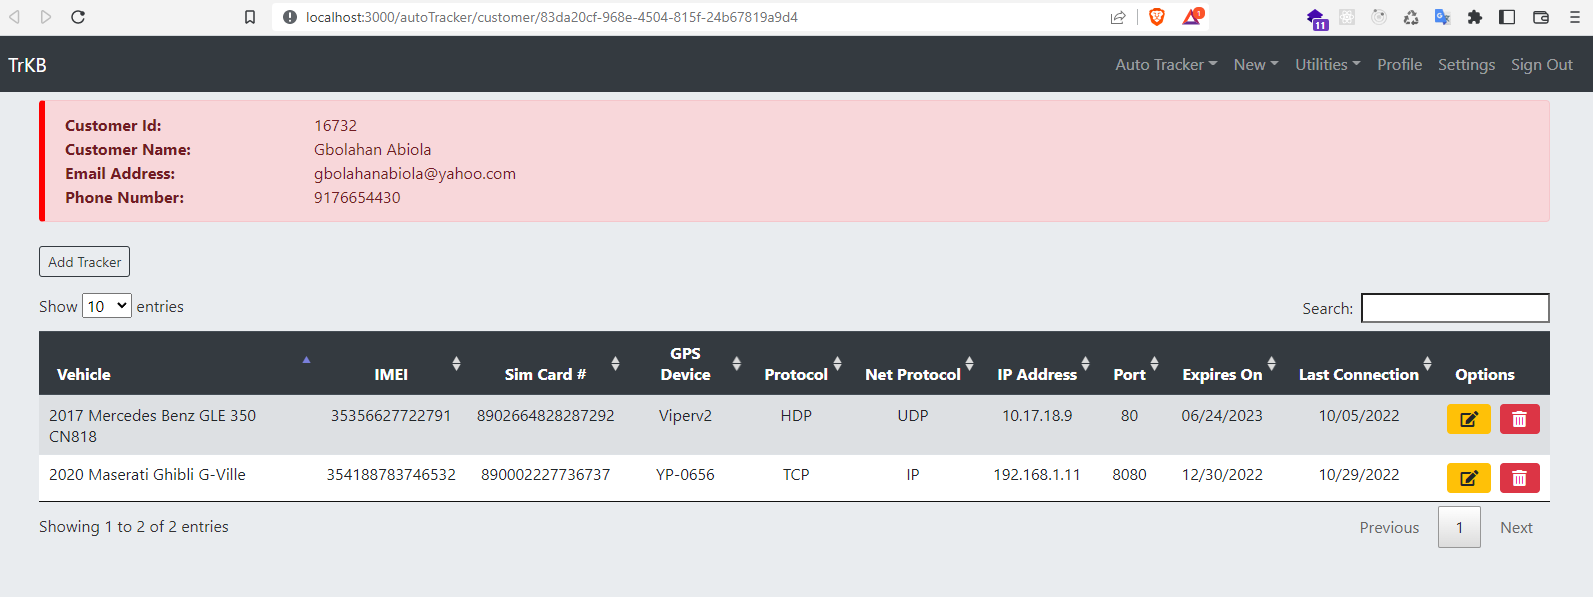 localhost:3000/autoTracker/customer/83da20cf-968e-4504-815f-24b67819a9d4
1
11
TrKB
Auto Tracker New Utilities Profile Settings Sign Out
Customer Id: 16732
Customer Name: Gbolahan Abiola
Email Address: gbolahanabiola@yahoo.com
Phone Number: 9176654430
Add Tracker
Show 10 entries Search:
Vehicle IMEI Sim Card # GPS Device Protocol Net Protocol IP Address Port Expires On Last Connection Options
2017 Mercedes Benz GLE 350 CN818 35356627722791 8902664828287292 Viperv2 HDP UDP 10.17.18.9 80 06/24/2023 10/05/2022
2020 Maserati Ghibli G-Ville 354188783746532 890002227736737 YP-0656 TCP IP 192.168.1.11 8080 12/30/2022 10/29/2022
Showing 1 to 2 of 2 entries Previous 1 Next